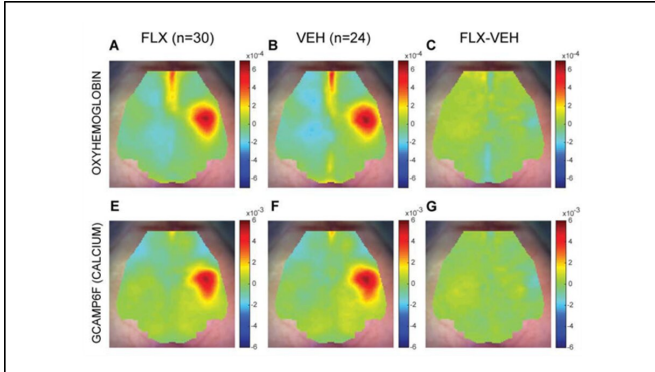 FLX (n=30) VEH (n=24) FLX-VEH
A B C
x10-4 x10-4 x10-4
OXYHEMOGLOBIN
6 6 6
4 4 4
2 2 2
0 0 0
-2 -2 -2
-4 -4 -4
-6 -6 -6
E F G
x10-3 x10-3 x10-3
GCAMP6F (CALCIUM)
6 6 6
4 4 4
2 2 2
0 0 0
-2 -2 -2
-4 -4 -4
-6 -6 -6